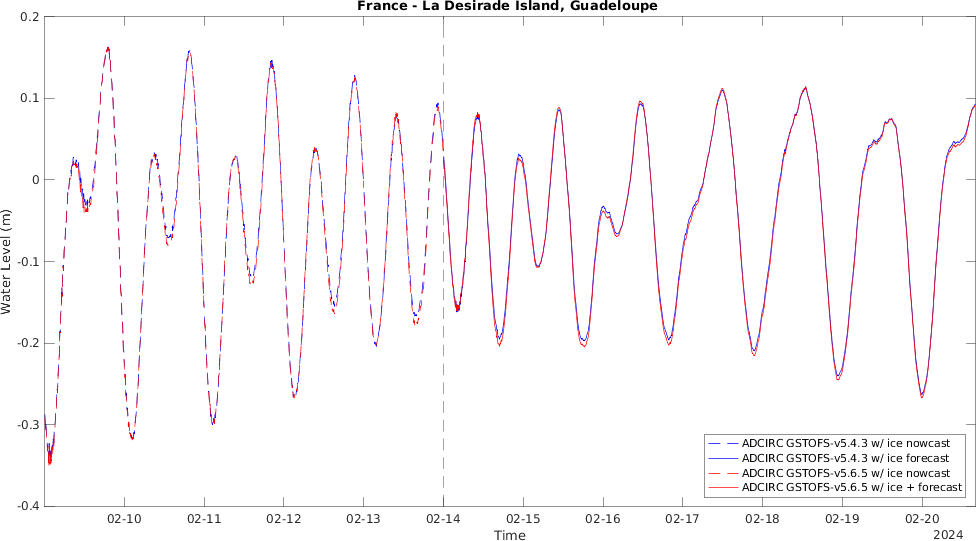 France - La Desirade Island, Guadeloupe
0.2
0.1
0
-0.1
-0.2
-0.3
-0.4
Water Level (m)
ADCIRC GSTOFS-v5.4.3 w/ ice nowcast
ADCIRC GSTOFS-v5.4.3 w/ ice forecast
ADCIRC GSTOFS-v5.6.5 w/ ice nowcast
ADCIRC GSTOFS-v5.6.5 w/ ice + forecast
02-10 02-11 02-12 02-13 02-14 02-15 02-16 02-17 02-18 02-19 02-20
Time
2024